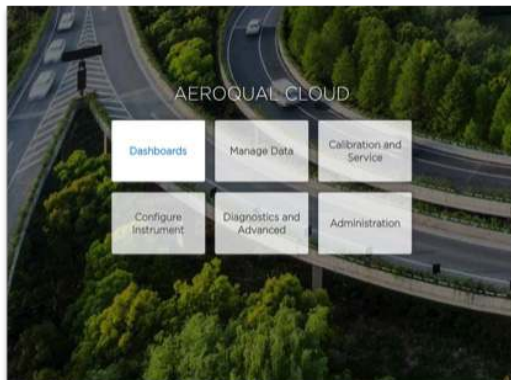 AEROQUAL CLOUD
Dashboards
Manage Data
Calibration and
Service
Configure
Instrument
Diagnostics and
Advanced
Administration